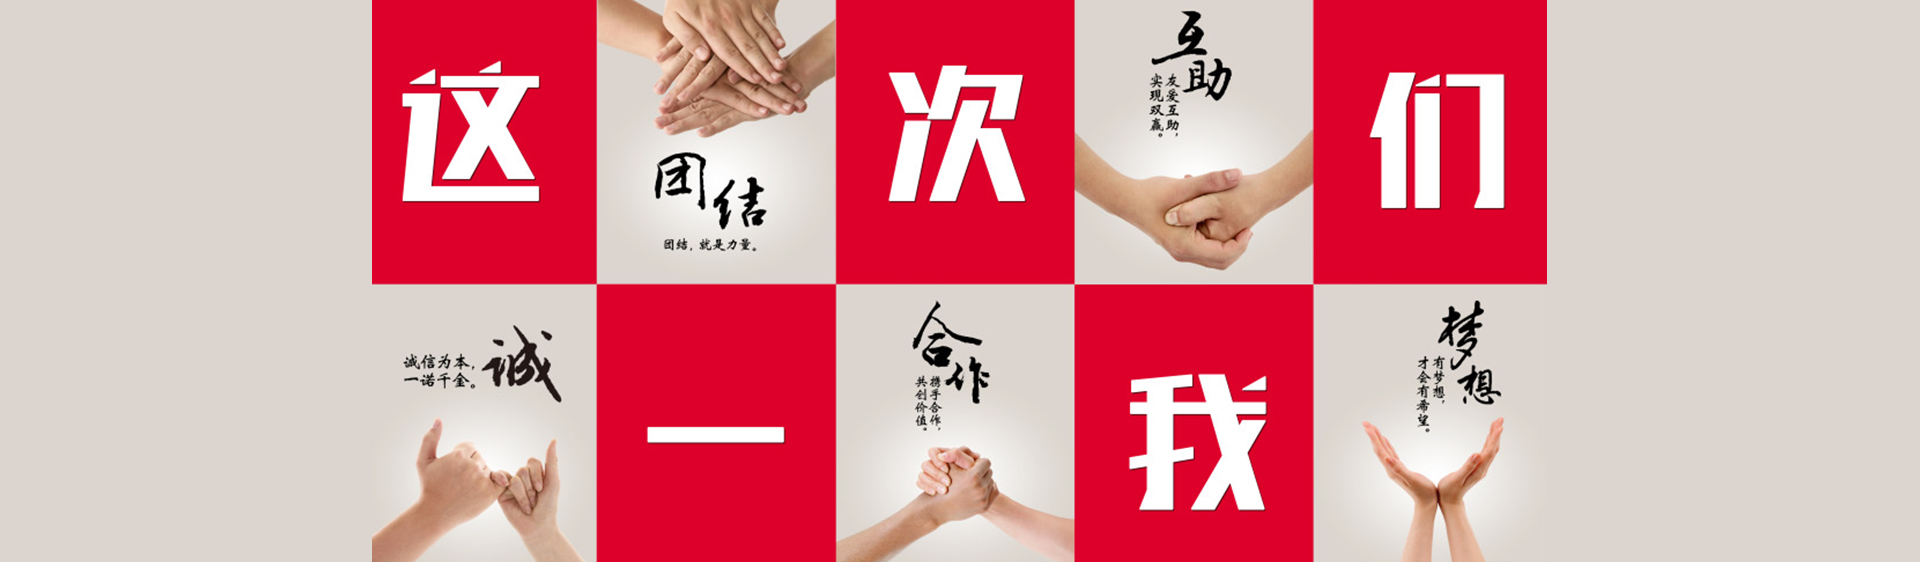 这
团结
团结，就是力量。
次
互助
友爱互助，
实现双赢。
们
诚信为本，
一诺千金。
诚
一
合作
携手合作，
共创价值。
我
梦想
有梦想，
才会有希望。